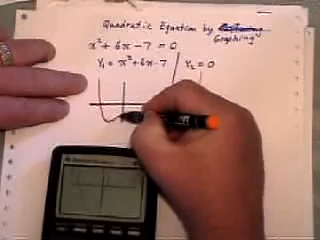 Quadratic Equation by
Graphing
x² + 6x - 7 = 0
Y₁ = x² + 6x - 7 Y₂ = 0